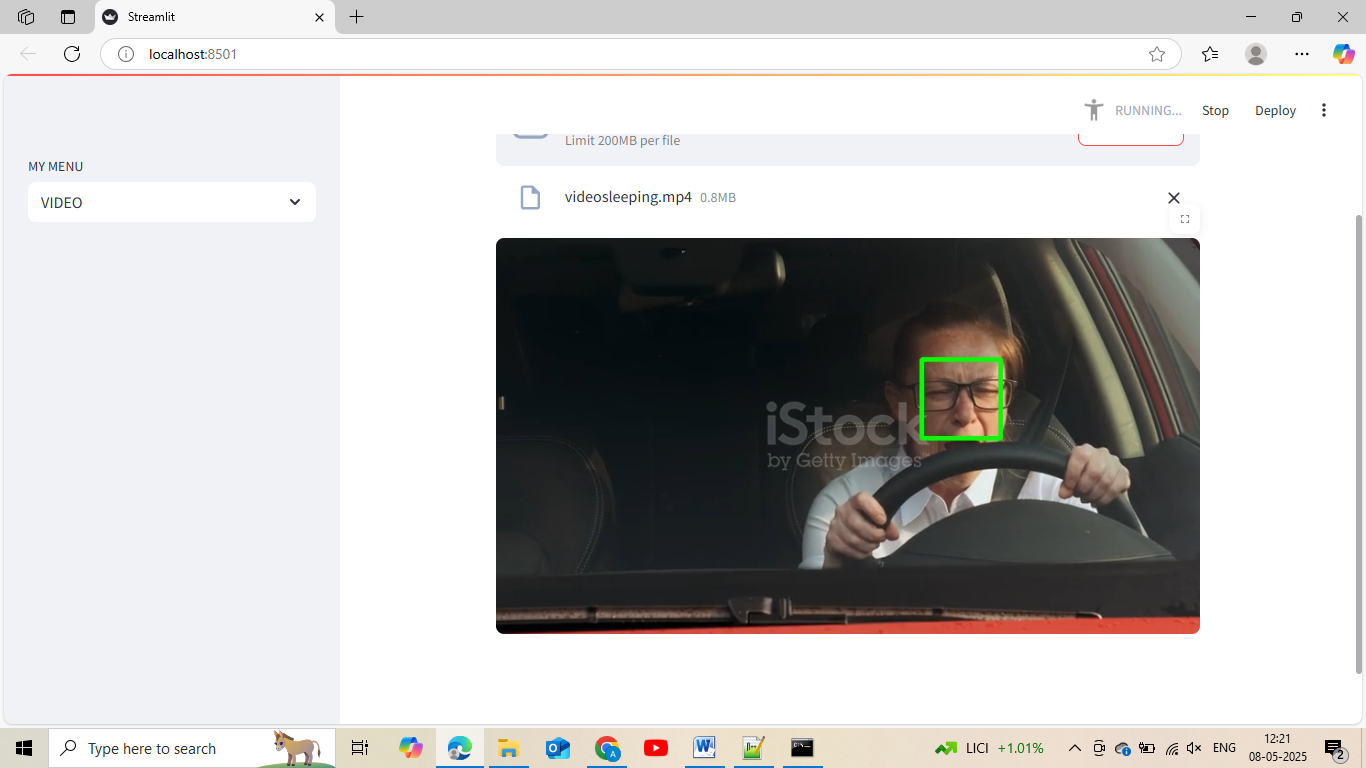 Streamlit
localhost:8501
RUNNING...
Stop
Deploy
MY MENU
VIDEO
Limit 200MB per file
videosleeping.mp4 0.8MB
iStock
by Getty Images
Type here to search
LICI +1.01%
ENG
12:21
08-05-2025
2